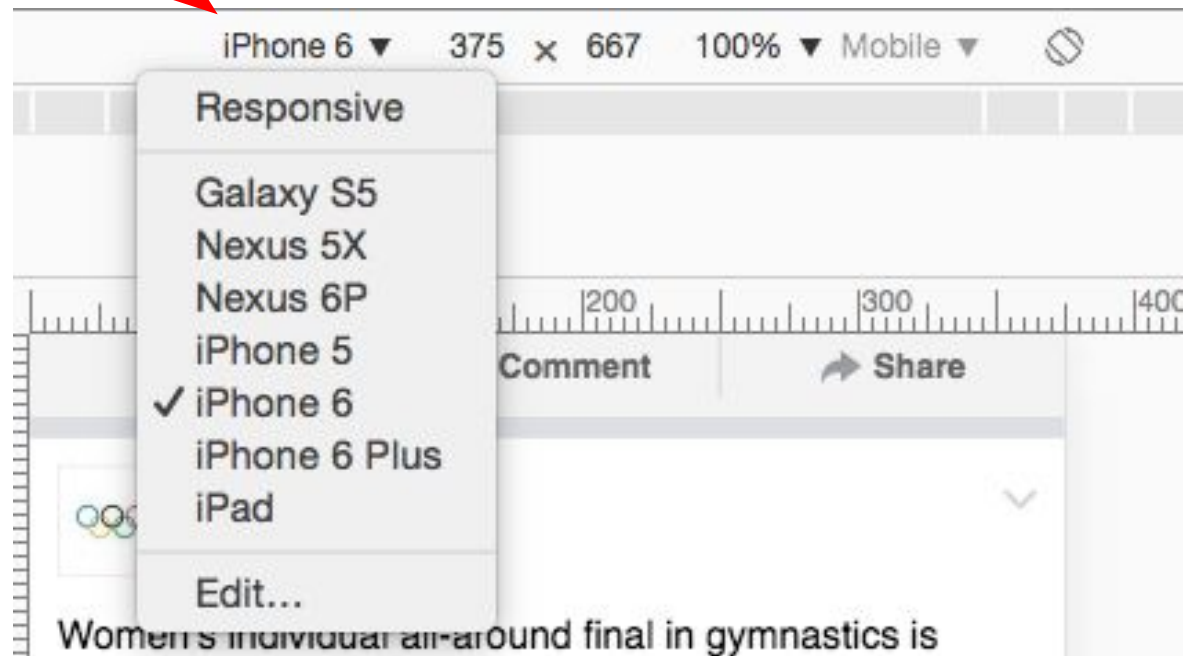 iPhone 6 ▼ 375 × 667 100% ▼ Mobile ▼
Responsive
Galaxy S5
Nexus 5X
Nexus 6P
iPhone 5
✓ iPhone 6
iPhone 6 Plus
iPad
Edit...
200 300 400
Comment Share
Women's individual all-around final in gymnastics is